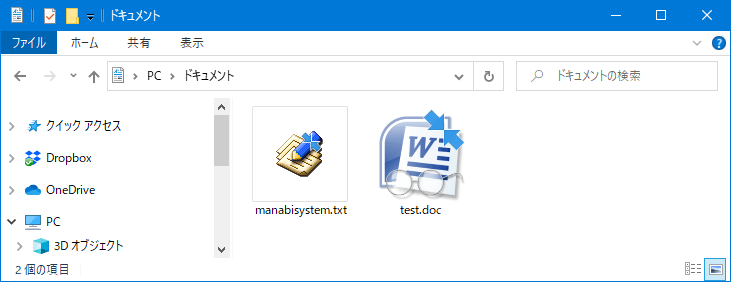 ドキュメント
ファイル ホーム 共有 表示
PC ドキュメント ドキュメントの検索
クイック アクセス
Dropbox
OneDrive
PC
3D オブジェクト
W
manabisystem.txt test.doc
2 個の項目